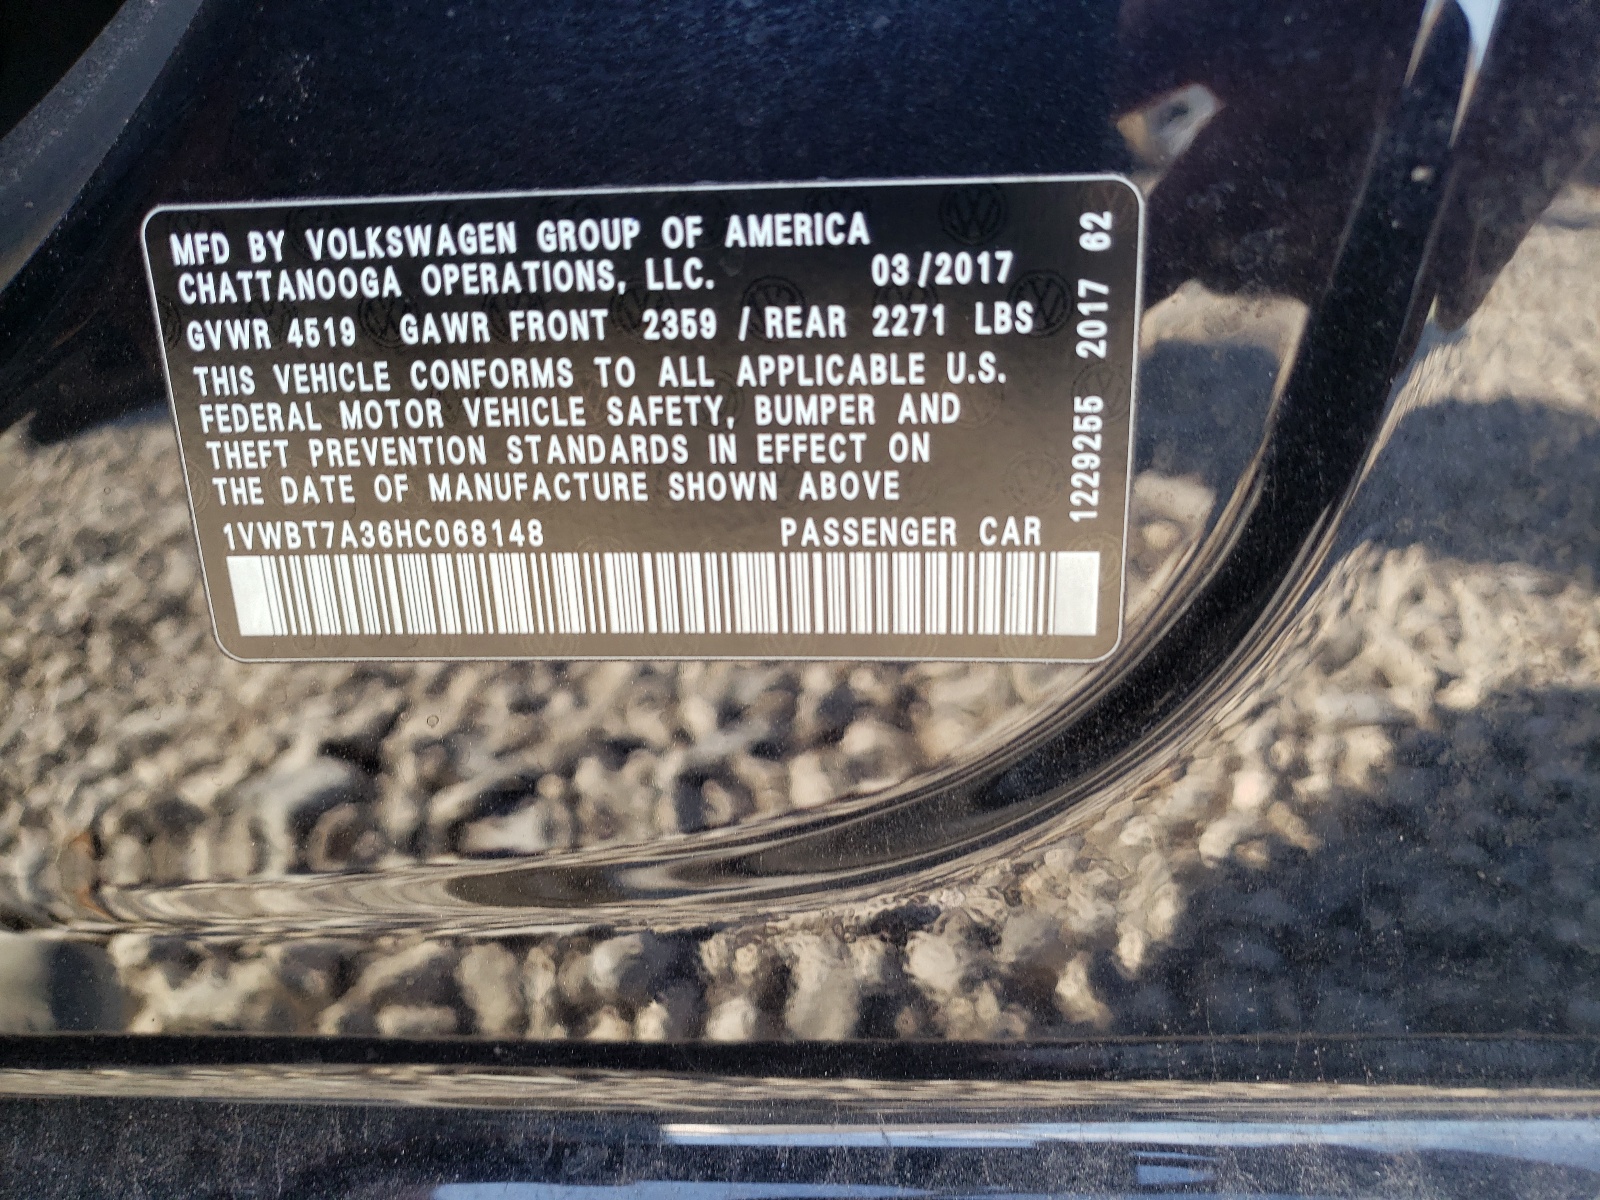 MFD BY VOLKSWAGEN GROUP OF AMERICA
CHATTANOOGA OPERATIONS, LLC. 03/2017
GVWR 4519 GAWR FRONT 2359 / REAR 2271 LBS
THIS VEHICLE CONFORMS TO ALL APPLICABLE U.S.
FEDERAL MOTOR VEHICLE SAFETY, BUMPER AND
THEFT PREVENTION STANDARDS IN EFFECT ON
THE DATE OF MANUFACTURE SHOWN ABOVE
1VWBT7A36HC068148 PASSENGER CAR
1229255 2017 62